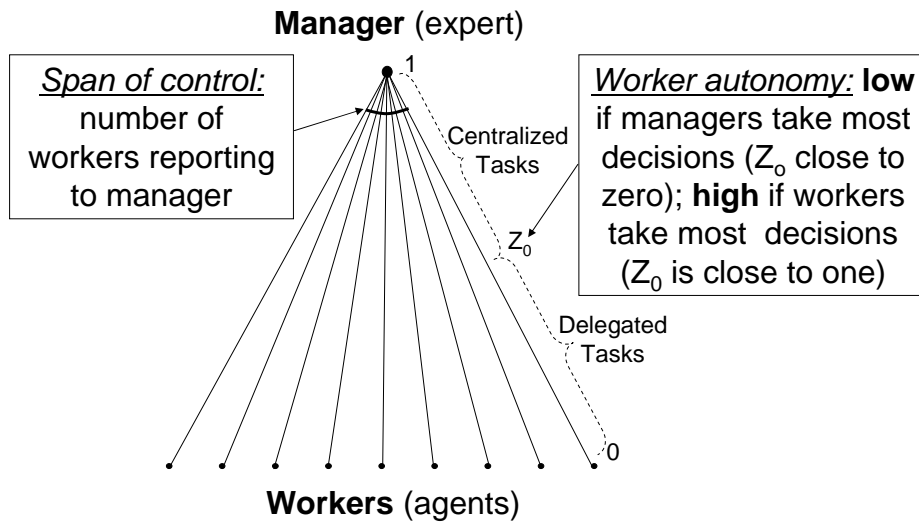 Manager (expert)
Span of control:
number of
workers reporting
to manager
1
Centralized
Tasks
Worker autonomy: low
if managers take most
decisions (Zo close to
zero); high if workers
take most decisions
(Z0 is close to one)
Z0
Delegated
Tasks
0
Workers (agents)